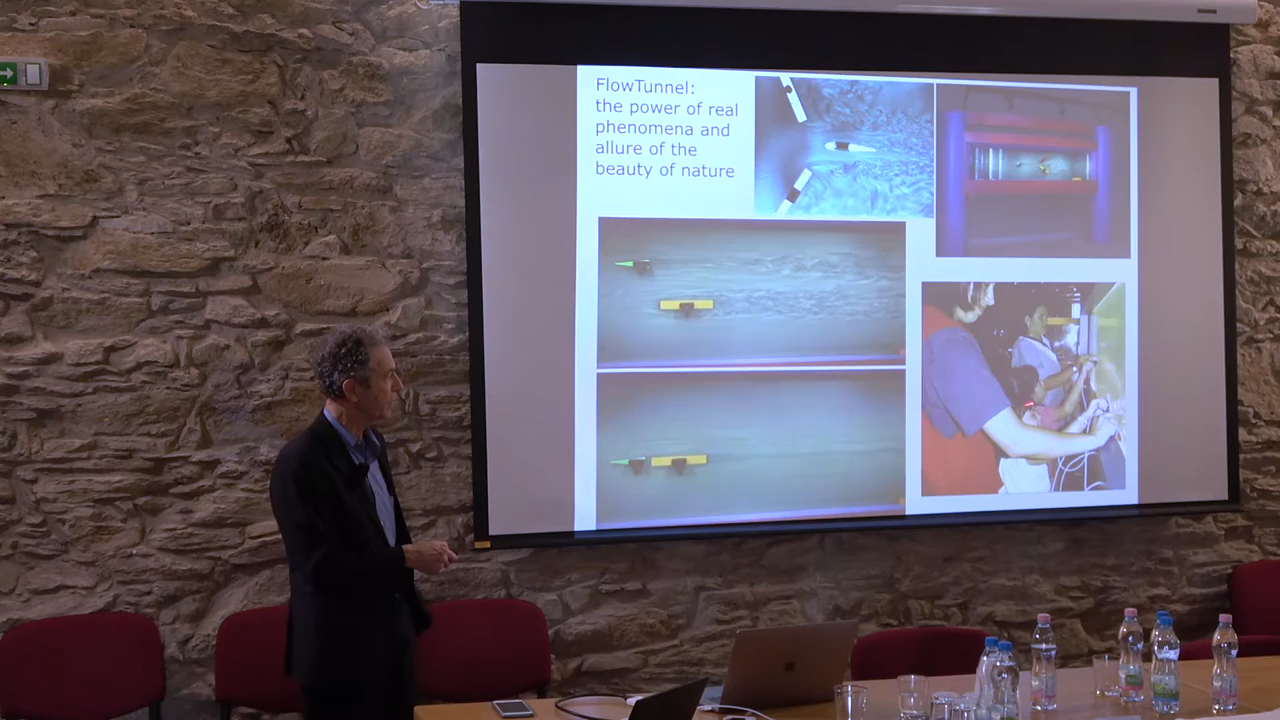 FlowTunnel:
the power of real
phenomena and
allure of the
beauty of nature